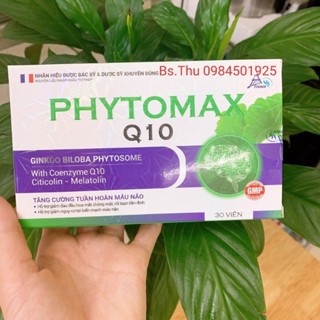 NHÃN HIỆU ĐƯỢC BÁC SỸ & DƯỢC SỸ KHUYÊN DÙNG
Bs.Thu 0984501925
PHYTOMAX
Q10
GINKGO BILOBA PHYTOSOME
With Coenzyme Q10
Citicolin - Melatolin
TĂNG CƯỜNG TUẦN HOÀN MÁU NÃO
GMP
30 VIÊN